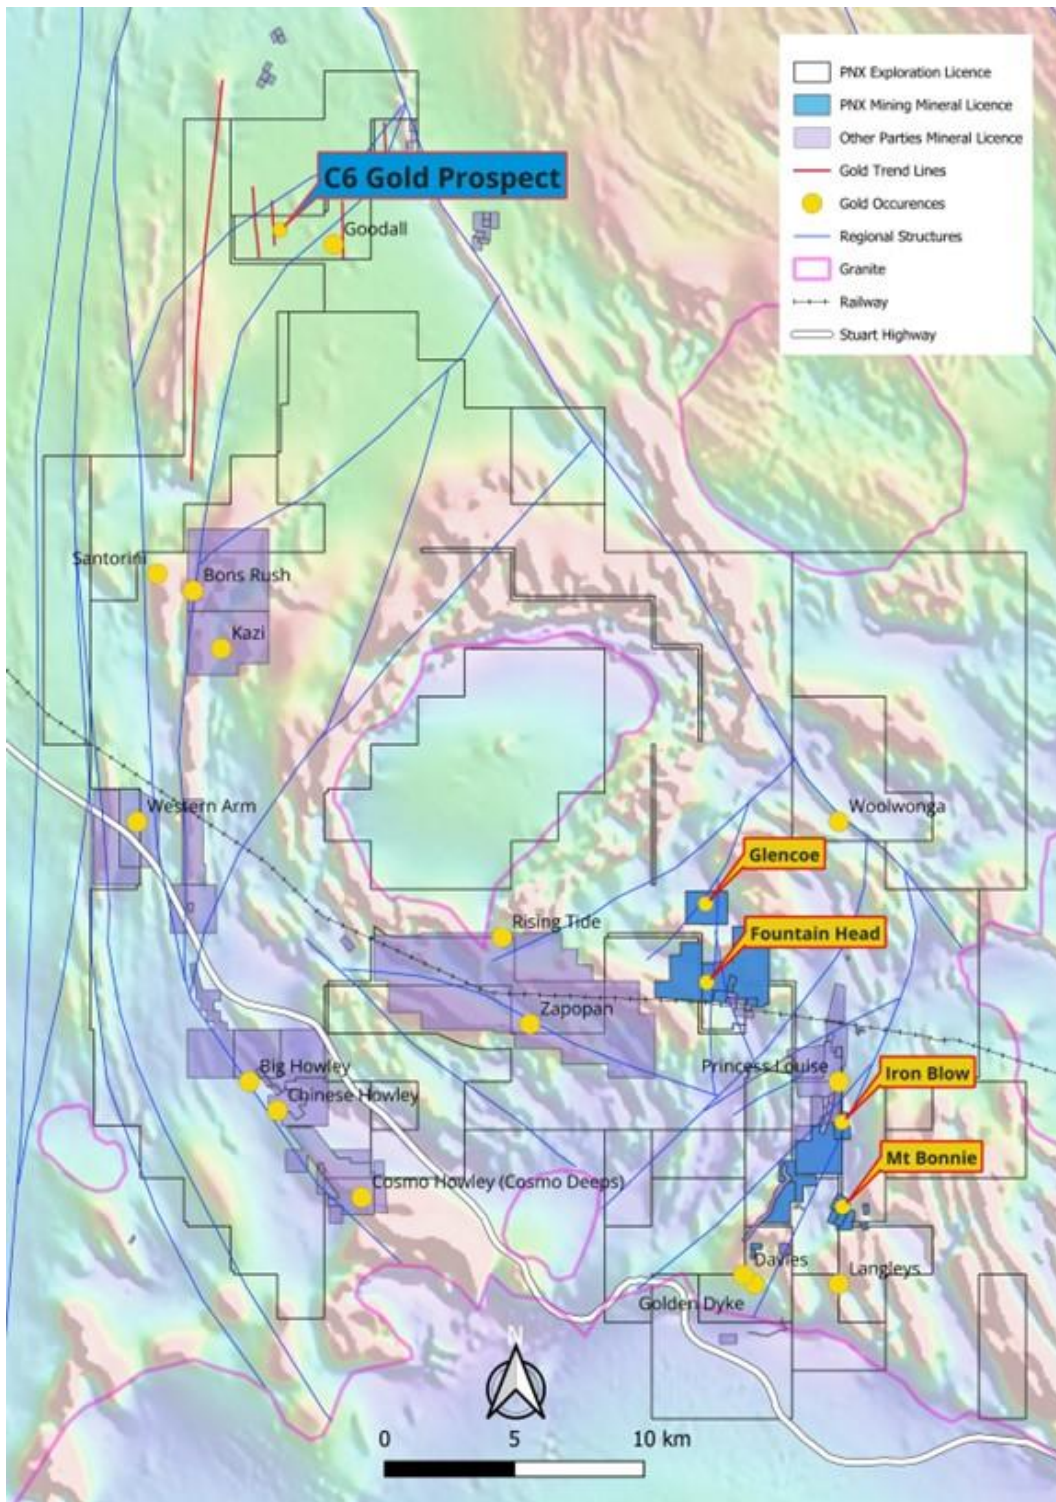 PNX Exploration Licence
PNX Mining Mineral Licence
Other Parties Mineral Licence
Gold Trend Lines
Gold Occurences
Regional Structures
Granite
Railway
Stuart Highway
C6 Gold Prospect
Goodall
Santorini
Bons Rush
Kazi
Western Arm
Woolwonga
Glencoe
Rising Tide
Fountain Head
Zapopan
Princess Louise
Big Howley
Iron Blow
Chinese Howley
Mt Bonnie
Cosmo Howley (Cosmo Deeps)
Davies
Langleys
Golden Dyke
N
0 5 10 km